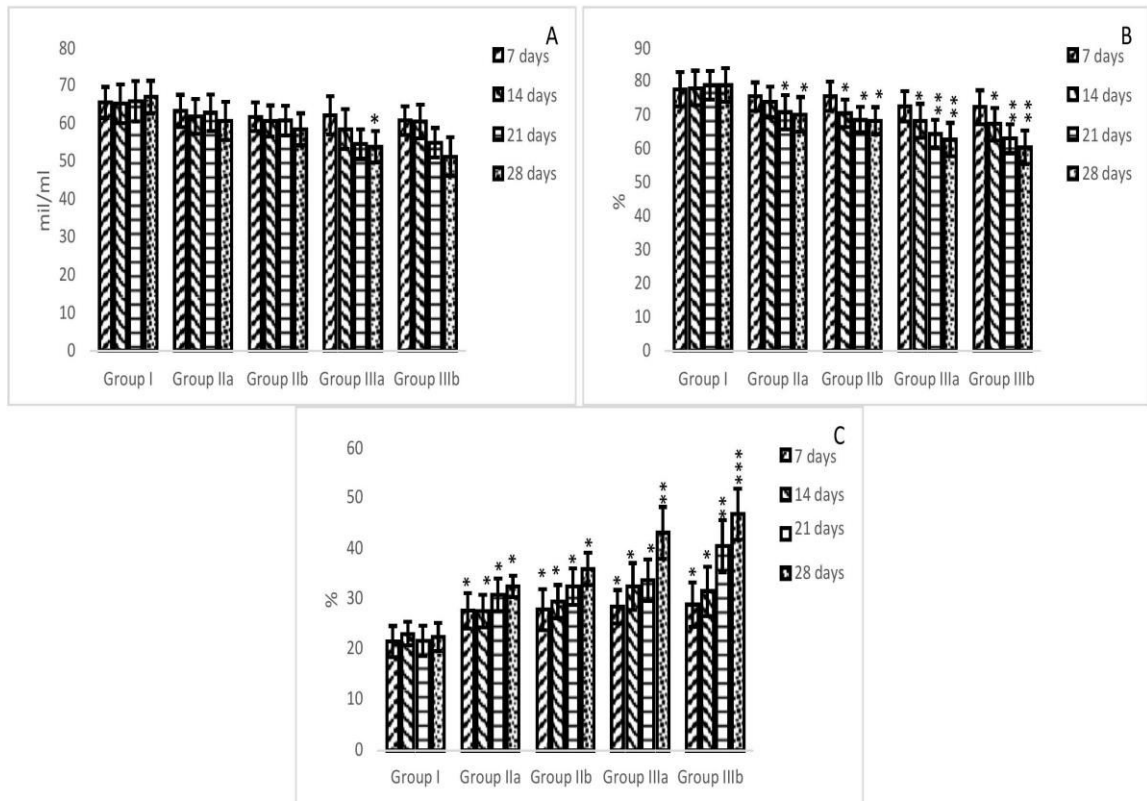 A
80
70
60
50
40
30
20
10
0
mil/ml
*
Group I Group IIa Group IIb Group IIIa Group IIIb
7 days
14 days
21 days
28 days
B
90
80
70
60
50
40
30
20
10
0
%
* * * * * * ** ** * ** **
Group I Group IIa Group IIb Group IIIa Group IIIb
7 days
14 days
21 days
28 days
C
60
50
40
30
20
10
0
%
* * * * * * * * * * * ** * * ** ***
Group I Group IIa Group IIb Group IIIa Group IIIb
7 days
14 days
21 days
28 days